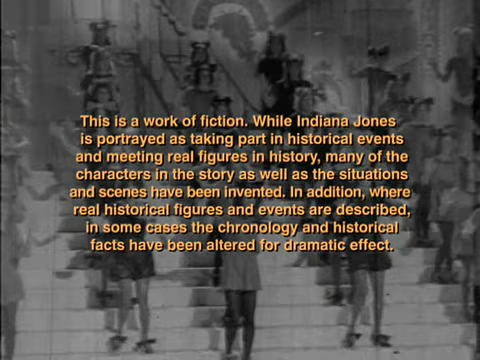 This is a work of fiction. While Indiana Jones
is portrayed as taking part in historical events
and meeting real figures in history, many of the
characters in the story as well as the situations
and scenes have been invented. In addition, where
real historical figures and events are described,
in some cases the chronology and historical
facts have been altered for dramatic effect.